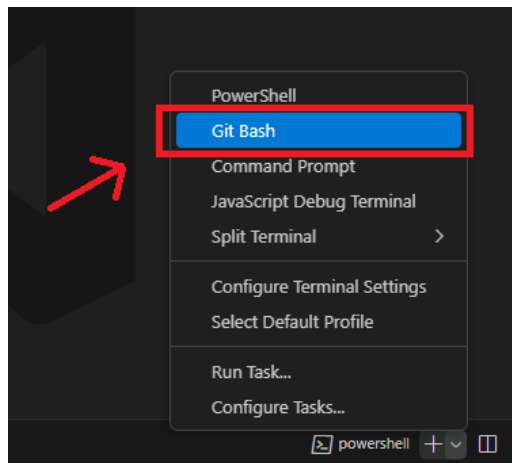 PowerShell
Git Bash
Command Prompt
JavaScript Debug Terminal
Split Terminal
Configure Terminal Settings
Select Default Profile
Run Task...
Configure Tasks...
powershell